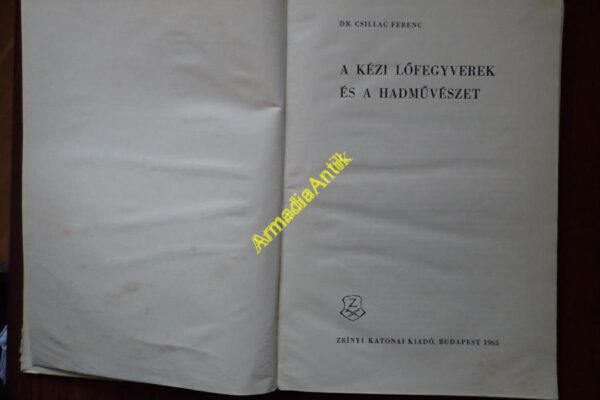 DR. CSILLAG FERENC
A KÉZI LŐFEGYVEREK
ÉS A HADMŰVÉSZET
ArmadiaAntik
Z
ZRÍNYI KATONAI KIADÓ, BUDAPEST 1965